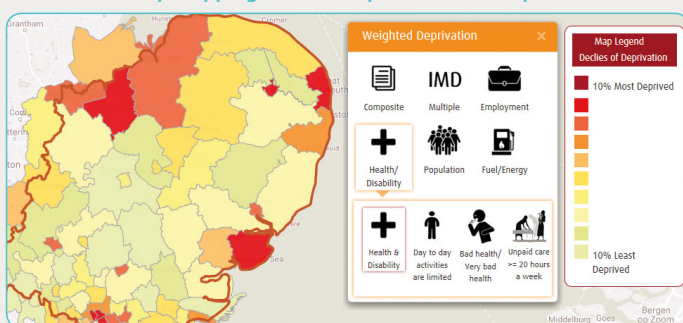 Grantham
Cromer
Weighted Deprivation ×
Composite
IMD
Multiple
Employment
Health/
Disability
Population
Fuel/Energy
Health &
Disability
Day to day
activities
are limited
Bad health/
Very bad
health
Unpaid care
>= 20 hours
a week
Map Legend
Declies of Deprivation
10% Most Deprived
10% Least
Deprived
Sea
Middelburg
Goes
Bergen
op Zoom